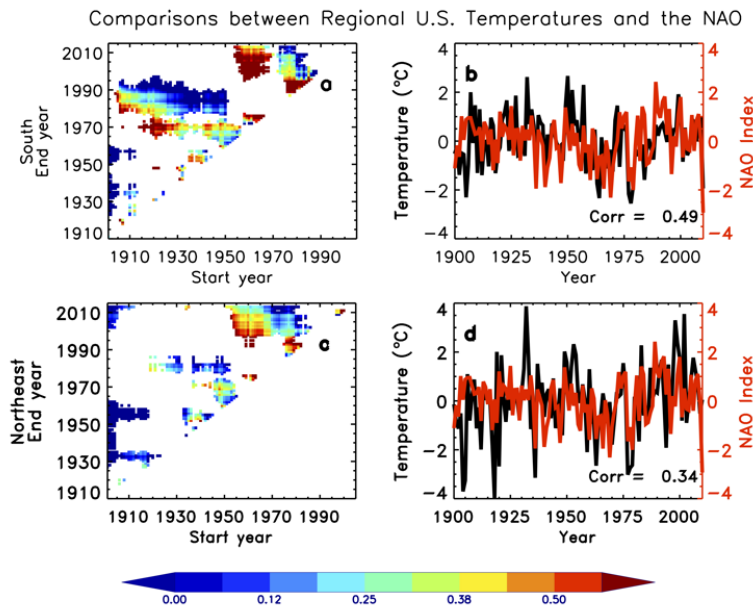 Comparisons between Regional U.S. Temperatures and the NAO
South
End year
2010
1990
1970
1950
1930
1910
a
1910 1930 1950 1970 1990
Start year
Temperature (°C)
4
2
0
-2
-4
b
Corr = 0.49
4
2
0
-2
-4
NAO Index
1900 1925 1950 1975 2000
Year
Northeast
End year
2010
1990
1970
1950
1930
1910
c
1910 1930 1950 1970 1990
Start year
Temperature (°C)
4
2
0
-2
-4
d
Corr = 0.34
4
2
0
-2
-4
NAO Index
1900 1925 1950 1975 2000
Year
0.00 0.12 0.25 0.38 0.50